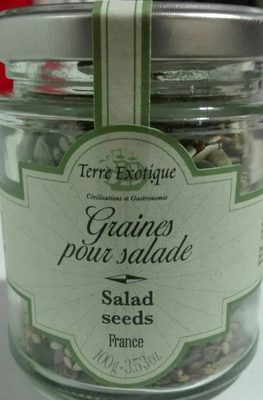 Terre Exotique
Civilisations et Gastronomie
Graines
pour salade
Salad
seeds
France
100g-3.53oz